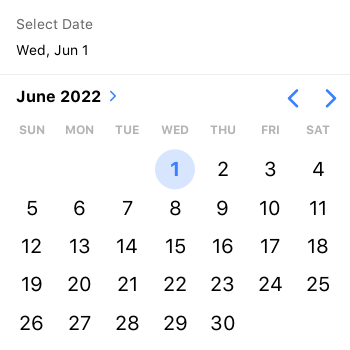 Select Date
Wed, Jun 1
June 2022
SUN MON TUE WED THU FRI SAT
1 2 3 4
5 6 7 8 9 10 11
12 13 14 15 16 17 18
19 20 21 22 23 24 25
26 27 28 29 30